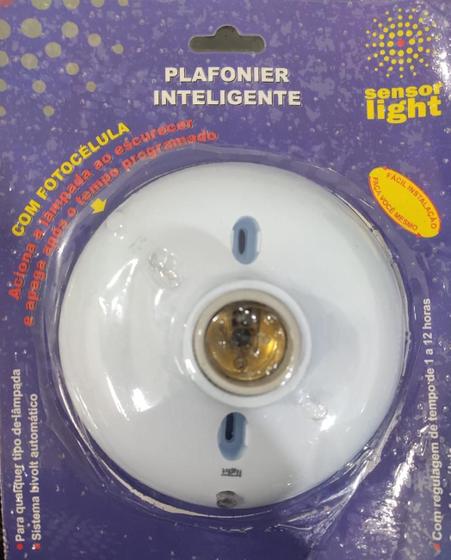 PLAFONIER
INTELIGENTE
sensor
light
COM FOTOCÉLULA
Aciona a lâmpada ao escurecer
e apaga após o tempo programado
FÁCIL INSTALAÇÃO
FAÇA VOCÊ MESMO
Para qualquer tipo de lâmpada
Sistema bivolt automático
Com regulagem de tempo de 1 a 12 horas